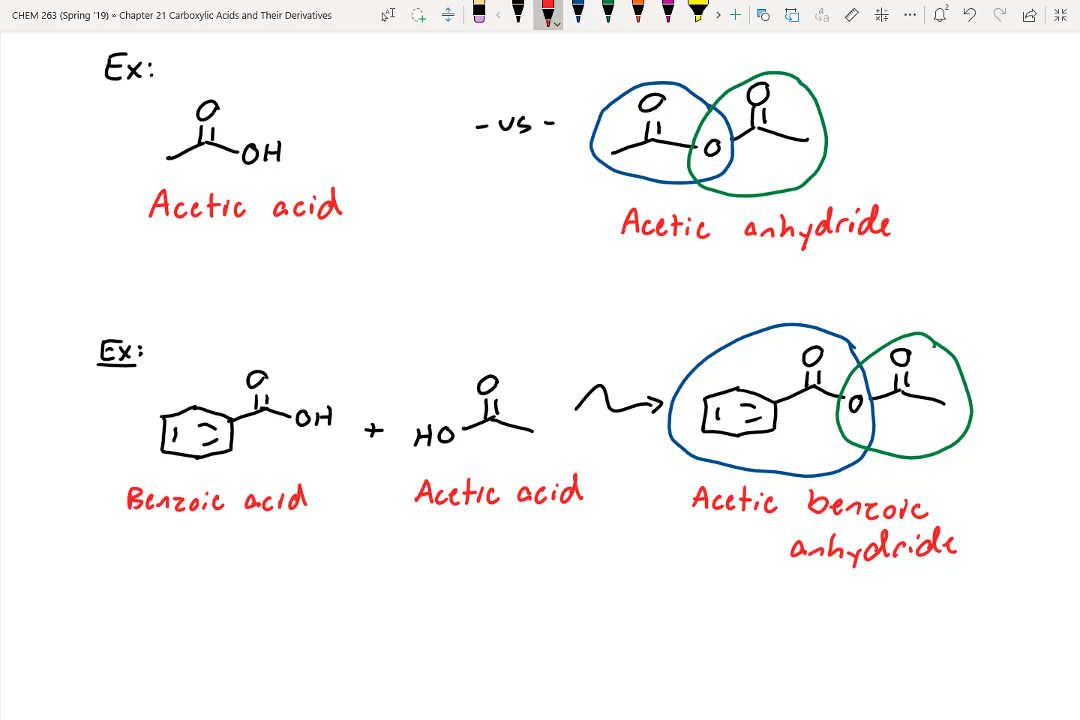 CHEM 263 (Spring '19) » Chapter 21 Carboxylic Acids and Their Derivatives
2
Ex:
O
O O
- vs -
OH
O
Acetic acid
Acetic anhydride
Ex:
O O O O
OH + HO O
Benzoic acid Acetic acid Acetic benzoic
anhydride